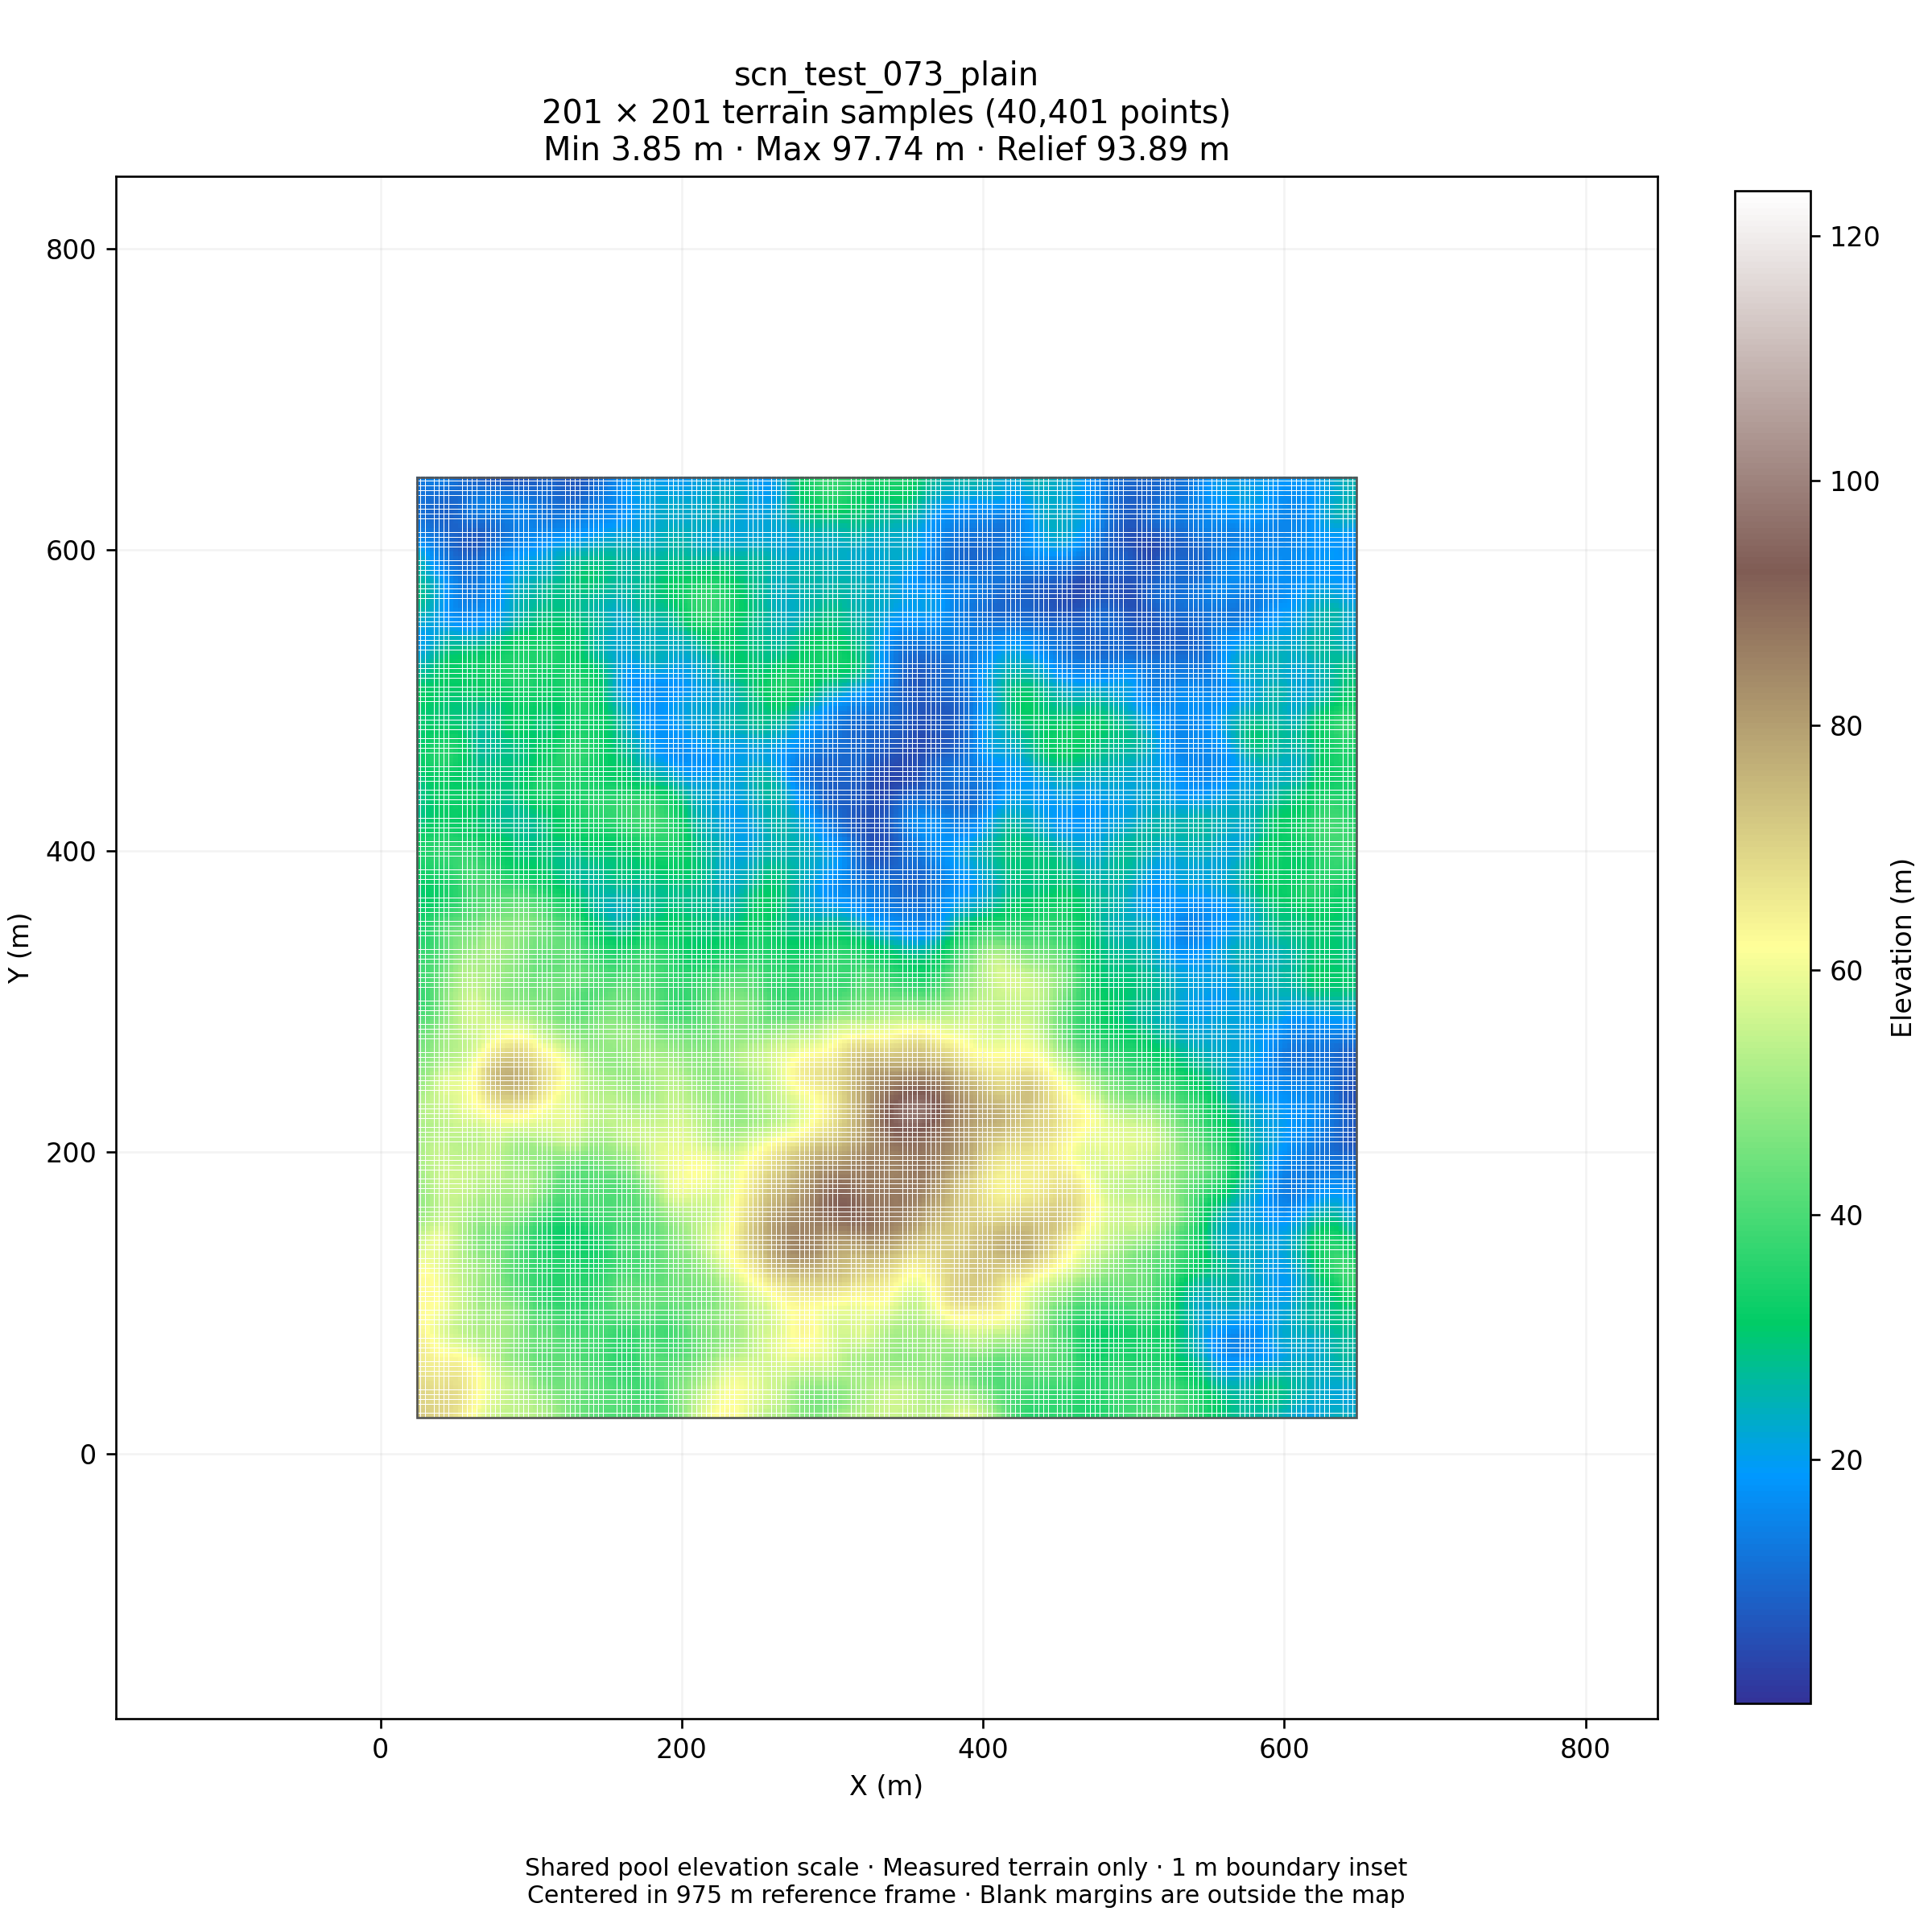 scn_test_073_plain
201 × 201 terrain samples (40,401 points)
Min 3.85 m · Max 97.74 m · Relief 93.89 m
800
600
400
200
0
Y (m)
0
200
400
600
800
X (m)
120
100
80
60
40
20
Elevation (m)
Shared pool elevation scale · Measured terrain only · 1 m boundary inset
Centered in 975 m reference frame · Blank margins are outside the map